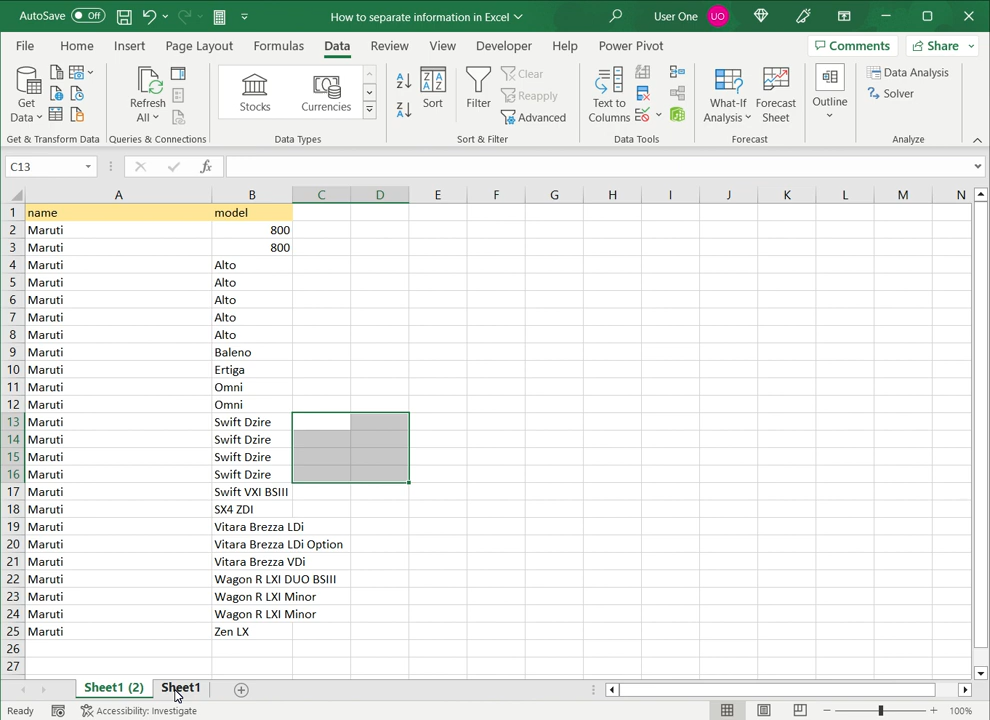 AutoSave Off How to separate information in Excel User One UO
File Home Insert Page Layout Formulas Data Review View Developer Help Power Pivot Comments Share
Get Data Refresh All Stocks Currencies Sort Filter Clear Reapply Advanced Text to Columns What-If Analysis Forecast Sheet Outline Data Analysis Solver
Get & Transform Data Queries & Connections Data Types Sort & Filter Data Tools Forecast Analyze
C13 fx
A B C D E F G H I J K L M N
1 name model
2 Maruti 800
3 Maruti 800
4 Maruti Alto
5 Maruti Alto
6 Maruti Alto
7 Maruti Alto
8 Maruti Alto
9 Maruti Baleno
10 Maruti Ertiga
11 Maruti Omni
12 Maruti Omni
13 Maruti Swift Dzire
14 Maruti Swift Dzire
15 Maruti Swift Dzire
16 Maruti Swift Dzire
17 Maruti Swift VXI BSIII
18 Maruti SX4 ZDI
19 Maruti Vitara Brezza LDi
20 Maruti Vitara Brezza LDi Option
21 Maruti Vitara Brezza VDi
22 Maruti Wagon R LXI DUO BSIII
23 Maruti Wagon R LXI Minor
24 Maruti Wagon R LXI Minor
25 Maruti Zen LX
26
27
Sheet1 (2) Sheet1
Ready Accessibility: Investigate 100%